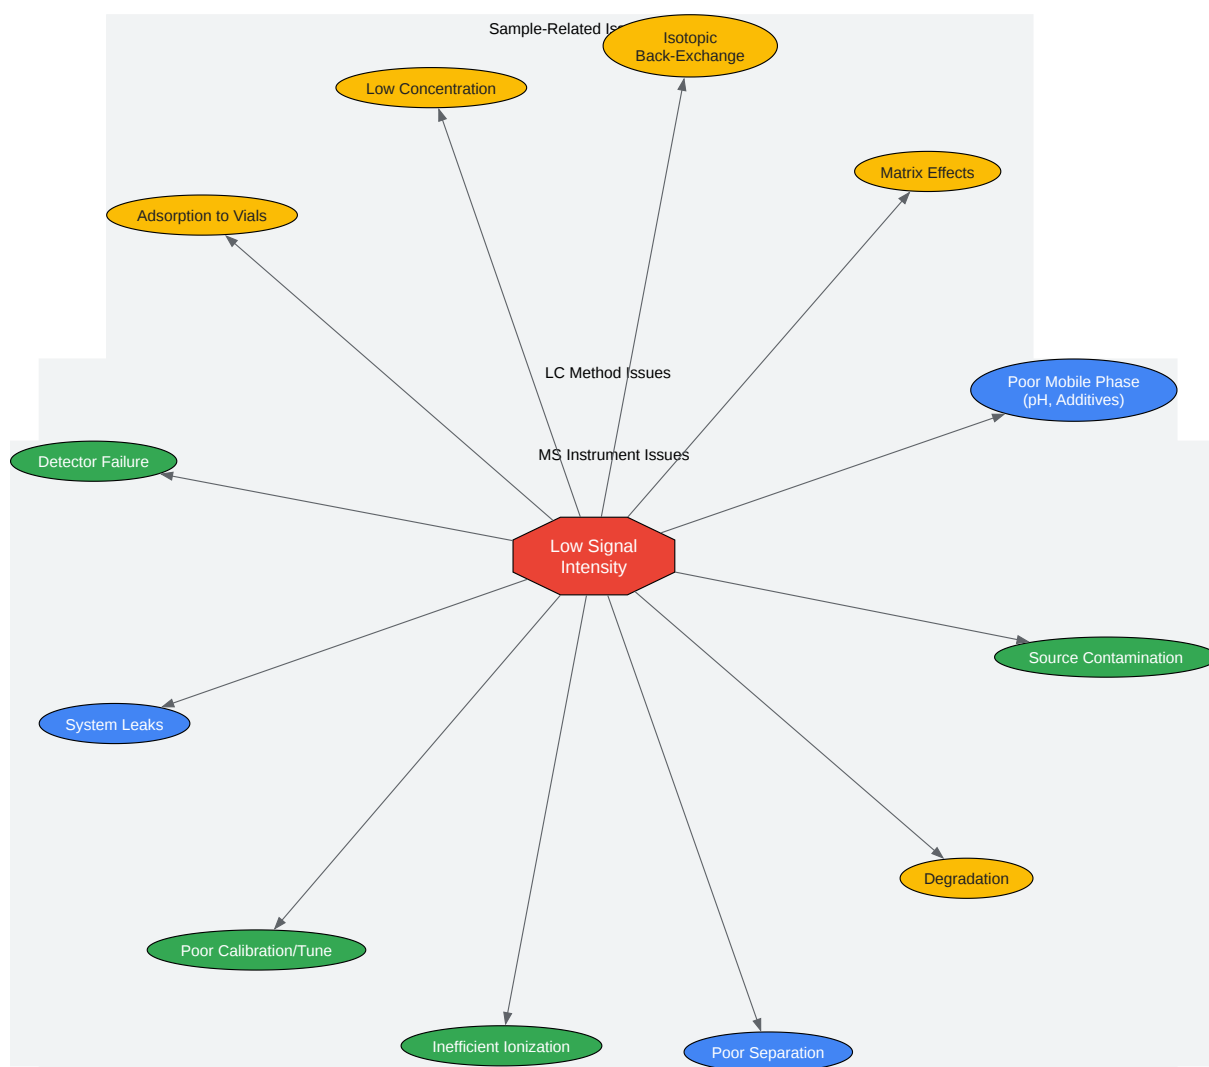 Sample-Related
Isotopic
Back-Exchange
Low Concentration
Matrix Effects
Adsorption to Vials
LC Method Issues
Poor Mobile Phase
(pH, Additives)
MS Instrument Issues
Detector Failure
Low Signal
Intensity
Source Contamination
System Leaks
Degradation
Poor Calibration/Tune
Inefficient Ionization
Poor Separation